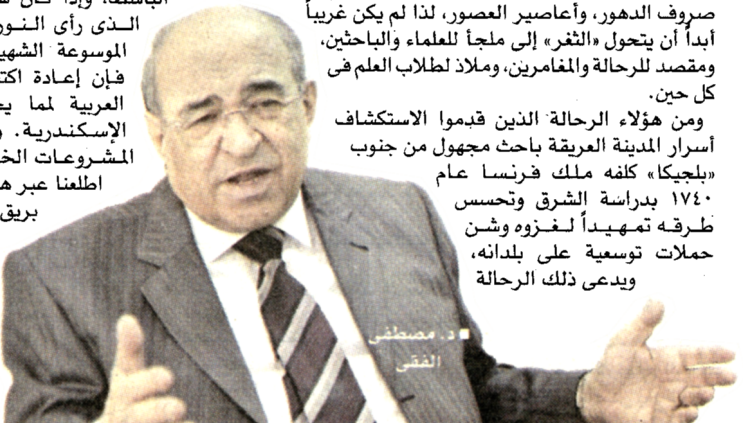 صروف الدهور، وأعاصير العصور، لذا لم يكن غريباً
أبداً أن يتحول «الثغر» إلى ملجأ للعلماء والباحثين،
ومقصد للرحالة والمغامرين، وملاذ لطلاب العلم فى
كل حين.
ومن هؤلاء الرحالة الذين قدموا الاستكشاف
أسرار المدينة العريقة باحث مجهول من جنوب
«بلجيكا» كلفه ملك فرنسا عام
١٧٤٠ بدراسة الشرق وتحسس
طرقه تمهيداً لغزوه وشن
حملات توسعية على بلدانه،
ويدعى ذلك الرحالة
الذى رأى النور
الموسوعة الشهي
فإن إعادة اكت
العربية لما يح
الإسكندرية. و
المشروعات الخ
اطلعنا عبر ه
بريق
د. مصطفى
الفقى